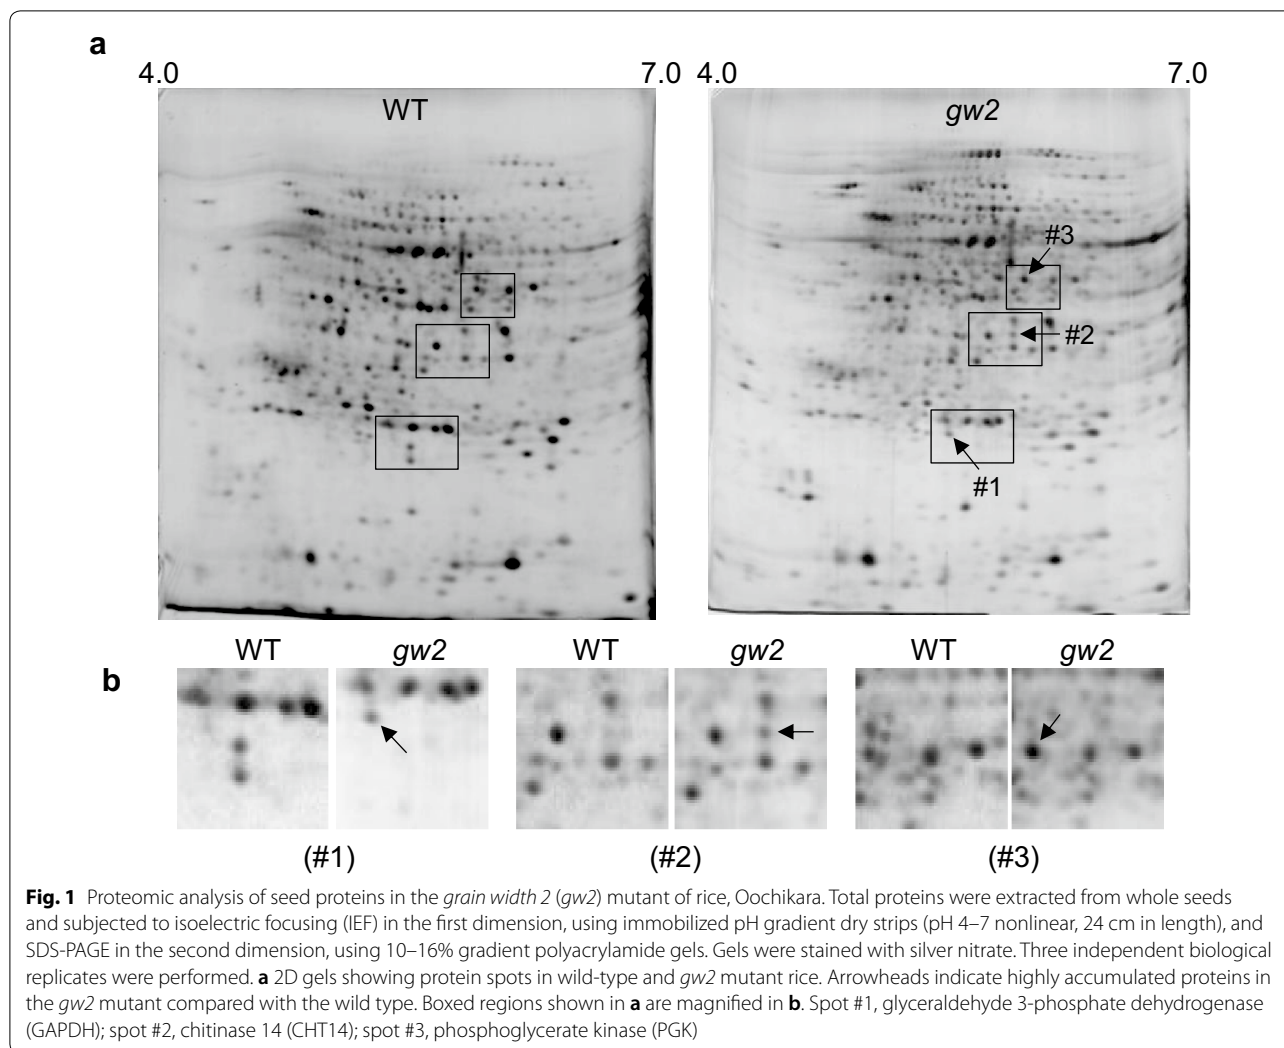 a
4.0 7.0 4.0 7.0
WT gw2
#3
#2
#1
WT gw2 WT gw2 WT gw2
b
(#1) (#2) (#3)
Fig. 1 Proteomic analysis of seed proteins in the grain width 2 (gw2) mutant of rice, Oochikara. Total proteins were extracted from whole seeds
and subjected to isoelectric focusing (IEF) in the first dimension, using immobilized pH gradient dry strips (pH 4–7 nonlinear, 24 cm in length), and
SDS-PAGE in the second dimension, using 10–16% gradient polyacrylamide gels. Gels were stained with silver nitrate. Three independent biological
replicates were performed. a 2D gels showing protein spots in wild-type and gw2 mutant rice. Arrowheads indicate highly accumulated proteins in
the gw2 mutant compared with the wild type. Boxed regions shown in a are magnified in b. Spot #1, glyceraldehyde 3-phosphate dehydrogenase
(GAPDH); spot #2, chitinase 14 (CHT14); spot #3, phosphoglycerate kinase (PGK)